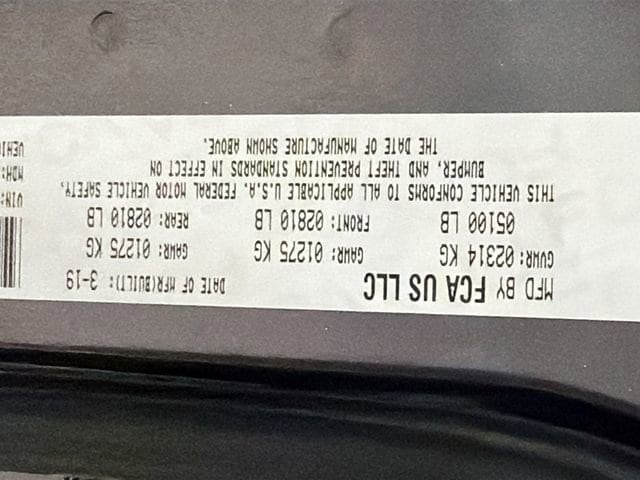 MFD BY FCA US LLC DATE OF MFR(BUILT): 3-19
GVWR: 02314 KG GAWR: 01275 KG GAWR: 01275 KG
05100 LB FRONT: 02810 LB REAR: 02810 LB
THIS VEHICLE CONFORMS TO ALL APPLICABLE U.S.A. FEDERAL MOTOR VEHICLE SAFETY,
BUMPER, AND THEFT PREVENTION STANDARDS IN EFFECT ON
THE DATE OF MANUFACTURE SHOWN ABOVE.
VIN:
MDH:
VEHIC